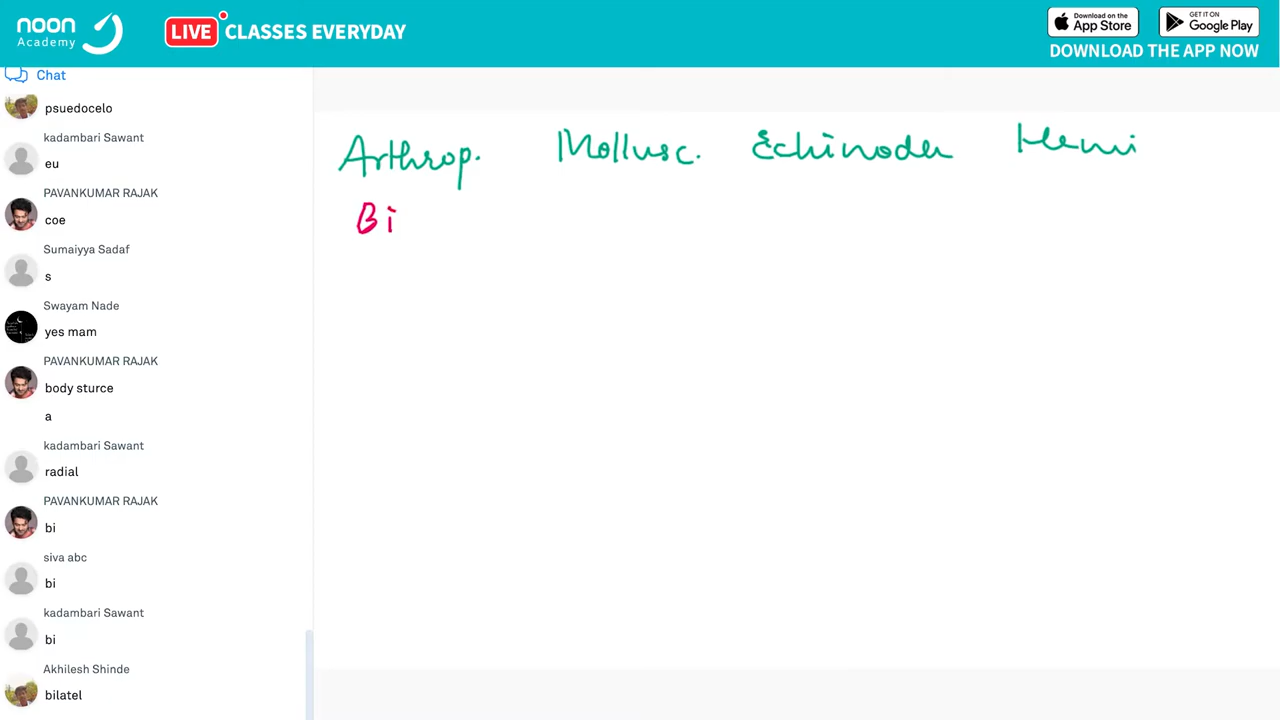 noon
Academy
LIVE CLASSES EVERYDAY
Download on the
App Store
GET IT ON
Google Play
DOWNLOAD THE APP NOW
Chat
psuedocelo
kadambari Sawant
eu
PAVANKUMAR RAJAK
coe
Sumaiyya Sadaf
s
Swayam Nade
yes mam
PAVANKUMAR RAJAK
body sturce
a
kadambari Sawant
radial
PAVANKUMAR RAJAK
bi
siva abc
bi
kadambari Sawant
bi
Akhilesh Shinde
bilatel
Arthrop. Mollusc. Echinoder Hemi
Bi